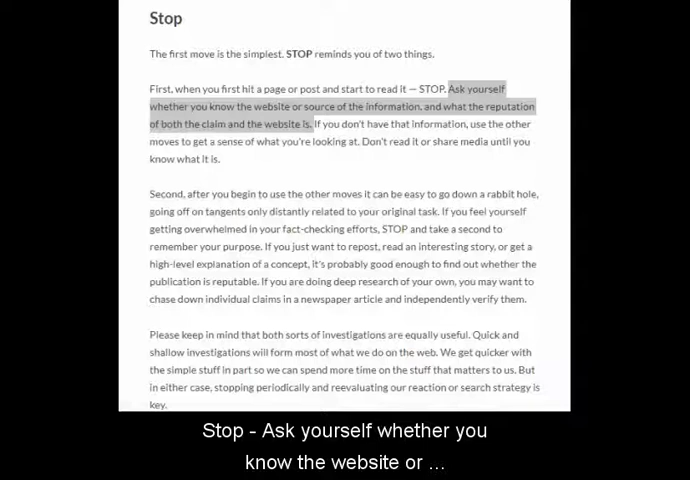 Stop
The first move is the simplest. STOP reminds you of two things.
First, when you first hit a page or post and start to read it — STOP. Ask yourself
whether you know the website or source of the information, and what the reputation
of both the claim and the website is. If you don't have that information, use the other
moves to get a sense of what you're looking at. Don't read it or share media until you
know what it is.
Second, after you begin to use the other moves it can be easy to go down a rabbit hole,
going off on tangents only distantly related to your original task. If you feel yourself
getting overwhelmed in your fact-checking efforts, STOP and take a second to
remember your purpose. If you just want to repost, read an interesting story, or get a
high-level explanation of a concept, it's probably good enough to find out whether the
publication is reputable. If you are doing deep research of your own, you may want to
chase down individual claims in a newspaper article and independently verify them.
Please keep in mind that both sorts of investigations are equally useful. Quick and
shallow investigations will form most of what we do on the web. We get quicker with
the simple stuff in part so we can spend more time on the stuff that matters to us. But
in either case, stopping periodically and reevaluating our reaction or search strategy is
key.
Stop - Ask yourself whether you
know the website or ...